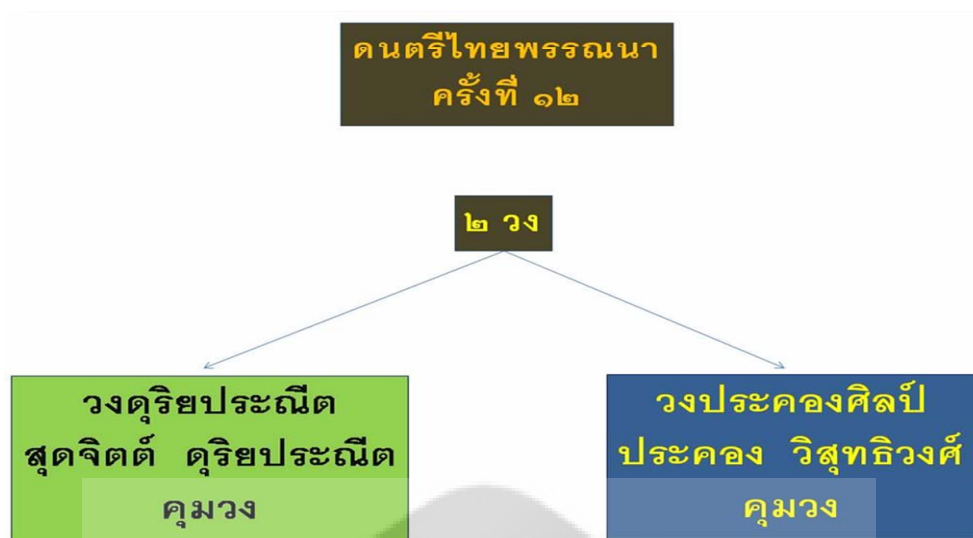 ดนตรีไทยพรรณนา
ครั้งที่ ๑๒
๒ วง
วงดุริยประณีต
สุดจิตต์ ดุริยประณีต
คุมวง
วงประคองศิลป์
ประคอง วิสุทธิวงศ์
คุมวง